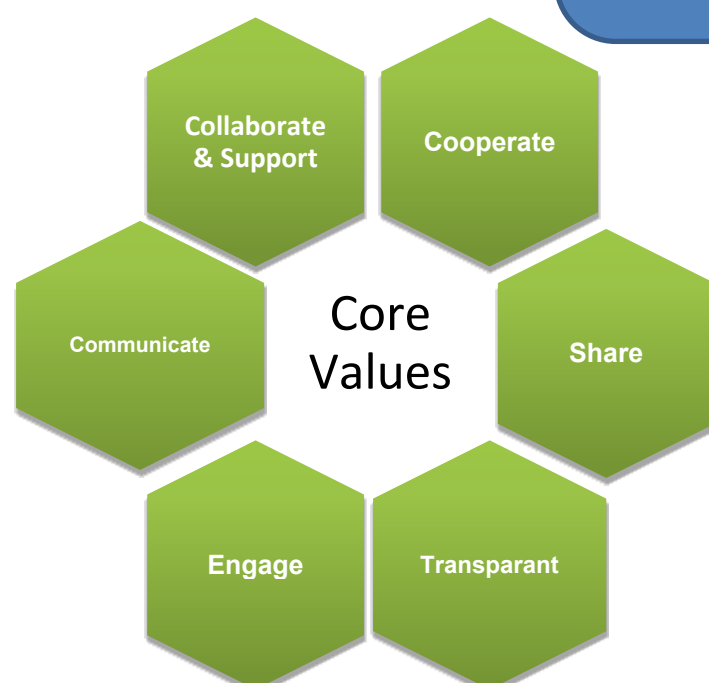 Collaborate
& Support
Cooperate
Communicate
Core
Values
Share
Engage
Transparant